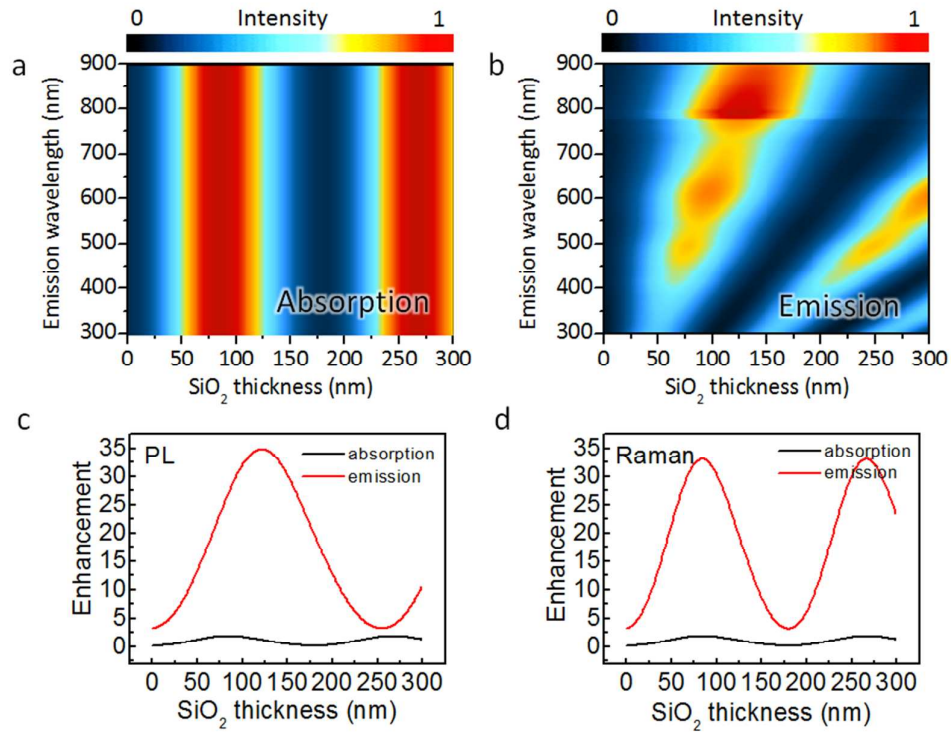 0 Intensity 1
0 Intensity 1
a
b
900
800
700
600
500
400
300
Emission wavelength (nm)
Absorption
0 50 100 150 200 250 300
SiO₂ thickness (nm)
900
800
700
600
500
400
300
Emission wavelength (nm)
Emission
0 50 100 150 200 250 300
SiO₂ thickness (nm)
c
d
PL
absorption
emission
35
30
25
20
15
10
5
0
Enhancement
0 50 100 150 200 250 300
SiO₂ thickness (nm)
Raman
absorption
emission
35
30
25
20
15
10
5
0
Enhancement
0 50 100 150 200 250 300
SiO₂ thickness (nm)